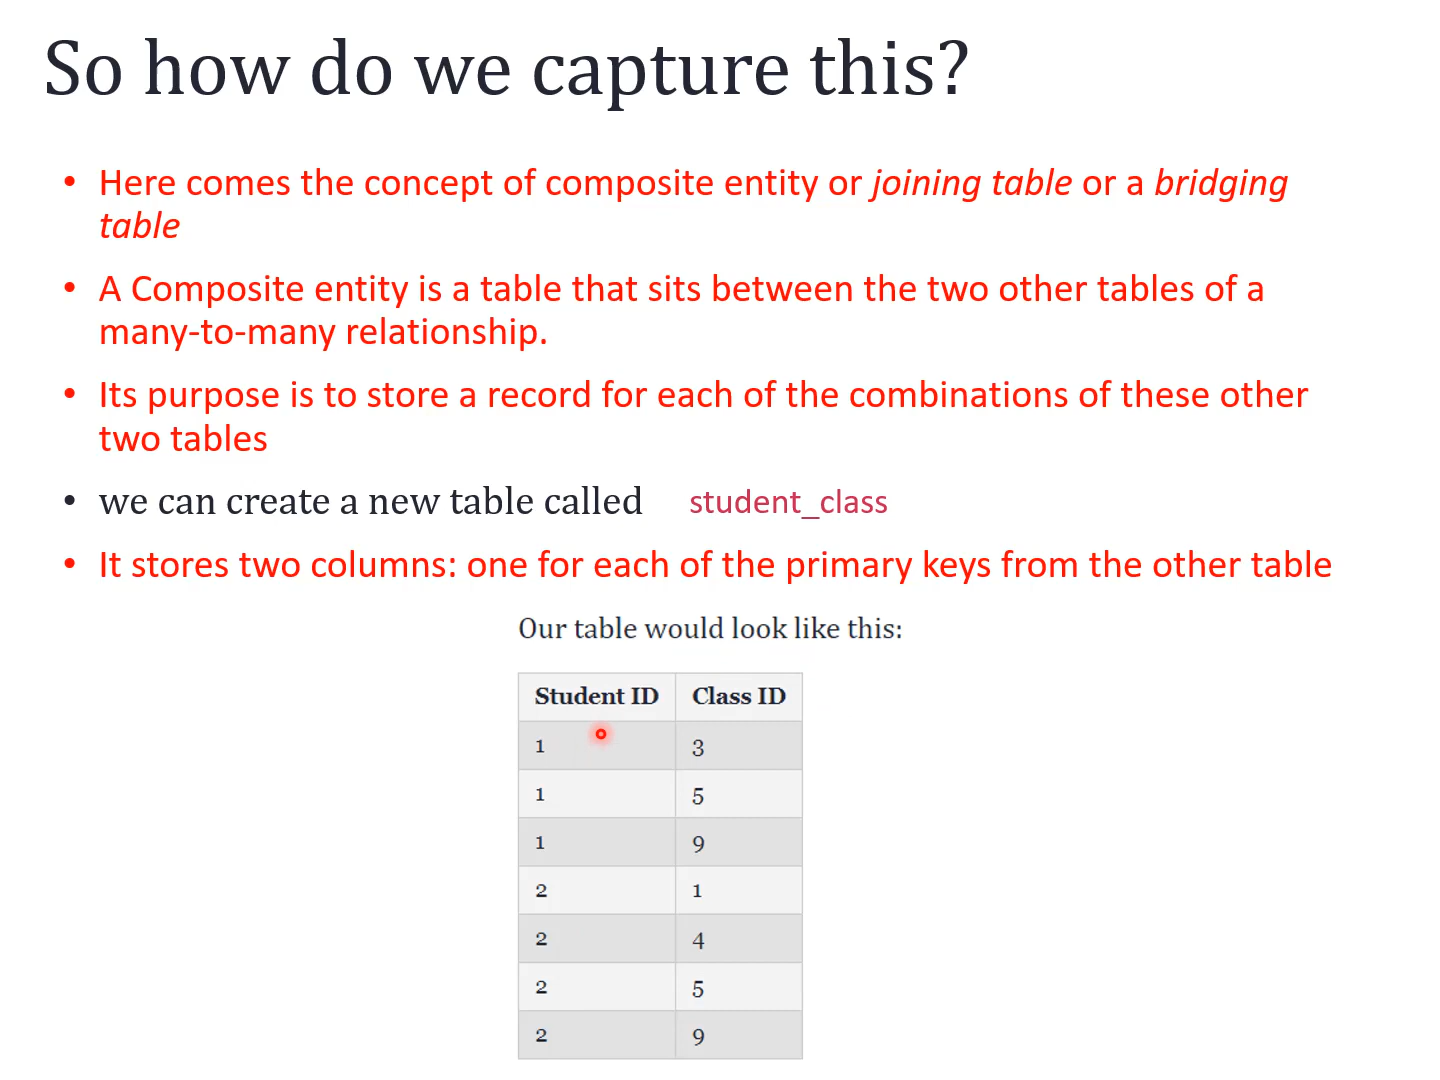 So how do we capture this?
• Here comes the concept of composite entity or joining table or a bridging
table
• A Composite entity is a table that sits between the two other tables of a
many-to-many relationship.
• Its purpose is to store a record for each of the combinations of these other
two tables
• we can create a new table called student_class
• It stores two columns: one for each of the primary keys from the other table
Our table would look like this:
Student ID Class ID
1 3
1 5
1 9
2 1
2 4
2 5
2 9